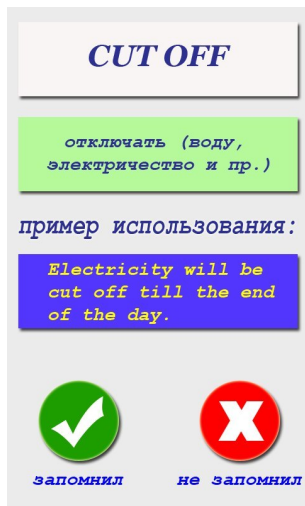 CUT OFF
отключать (воду,
электричество и пр.)
пример использования:
Electricity will be
cut off till the end
of the day.
запомнил не запомнил